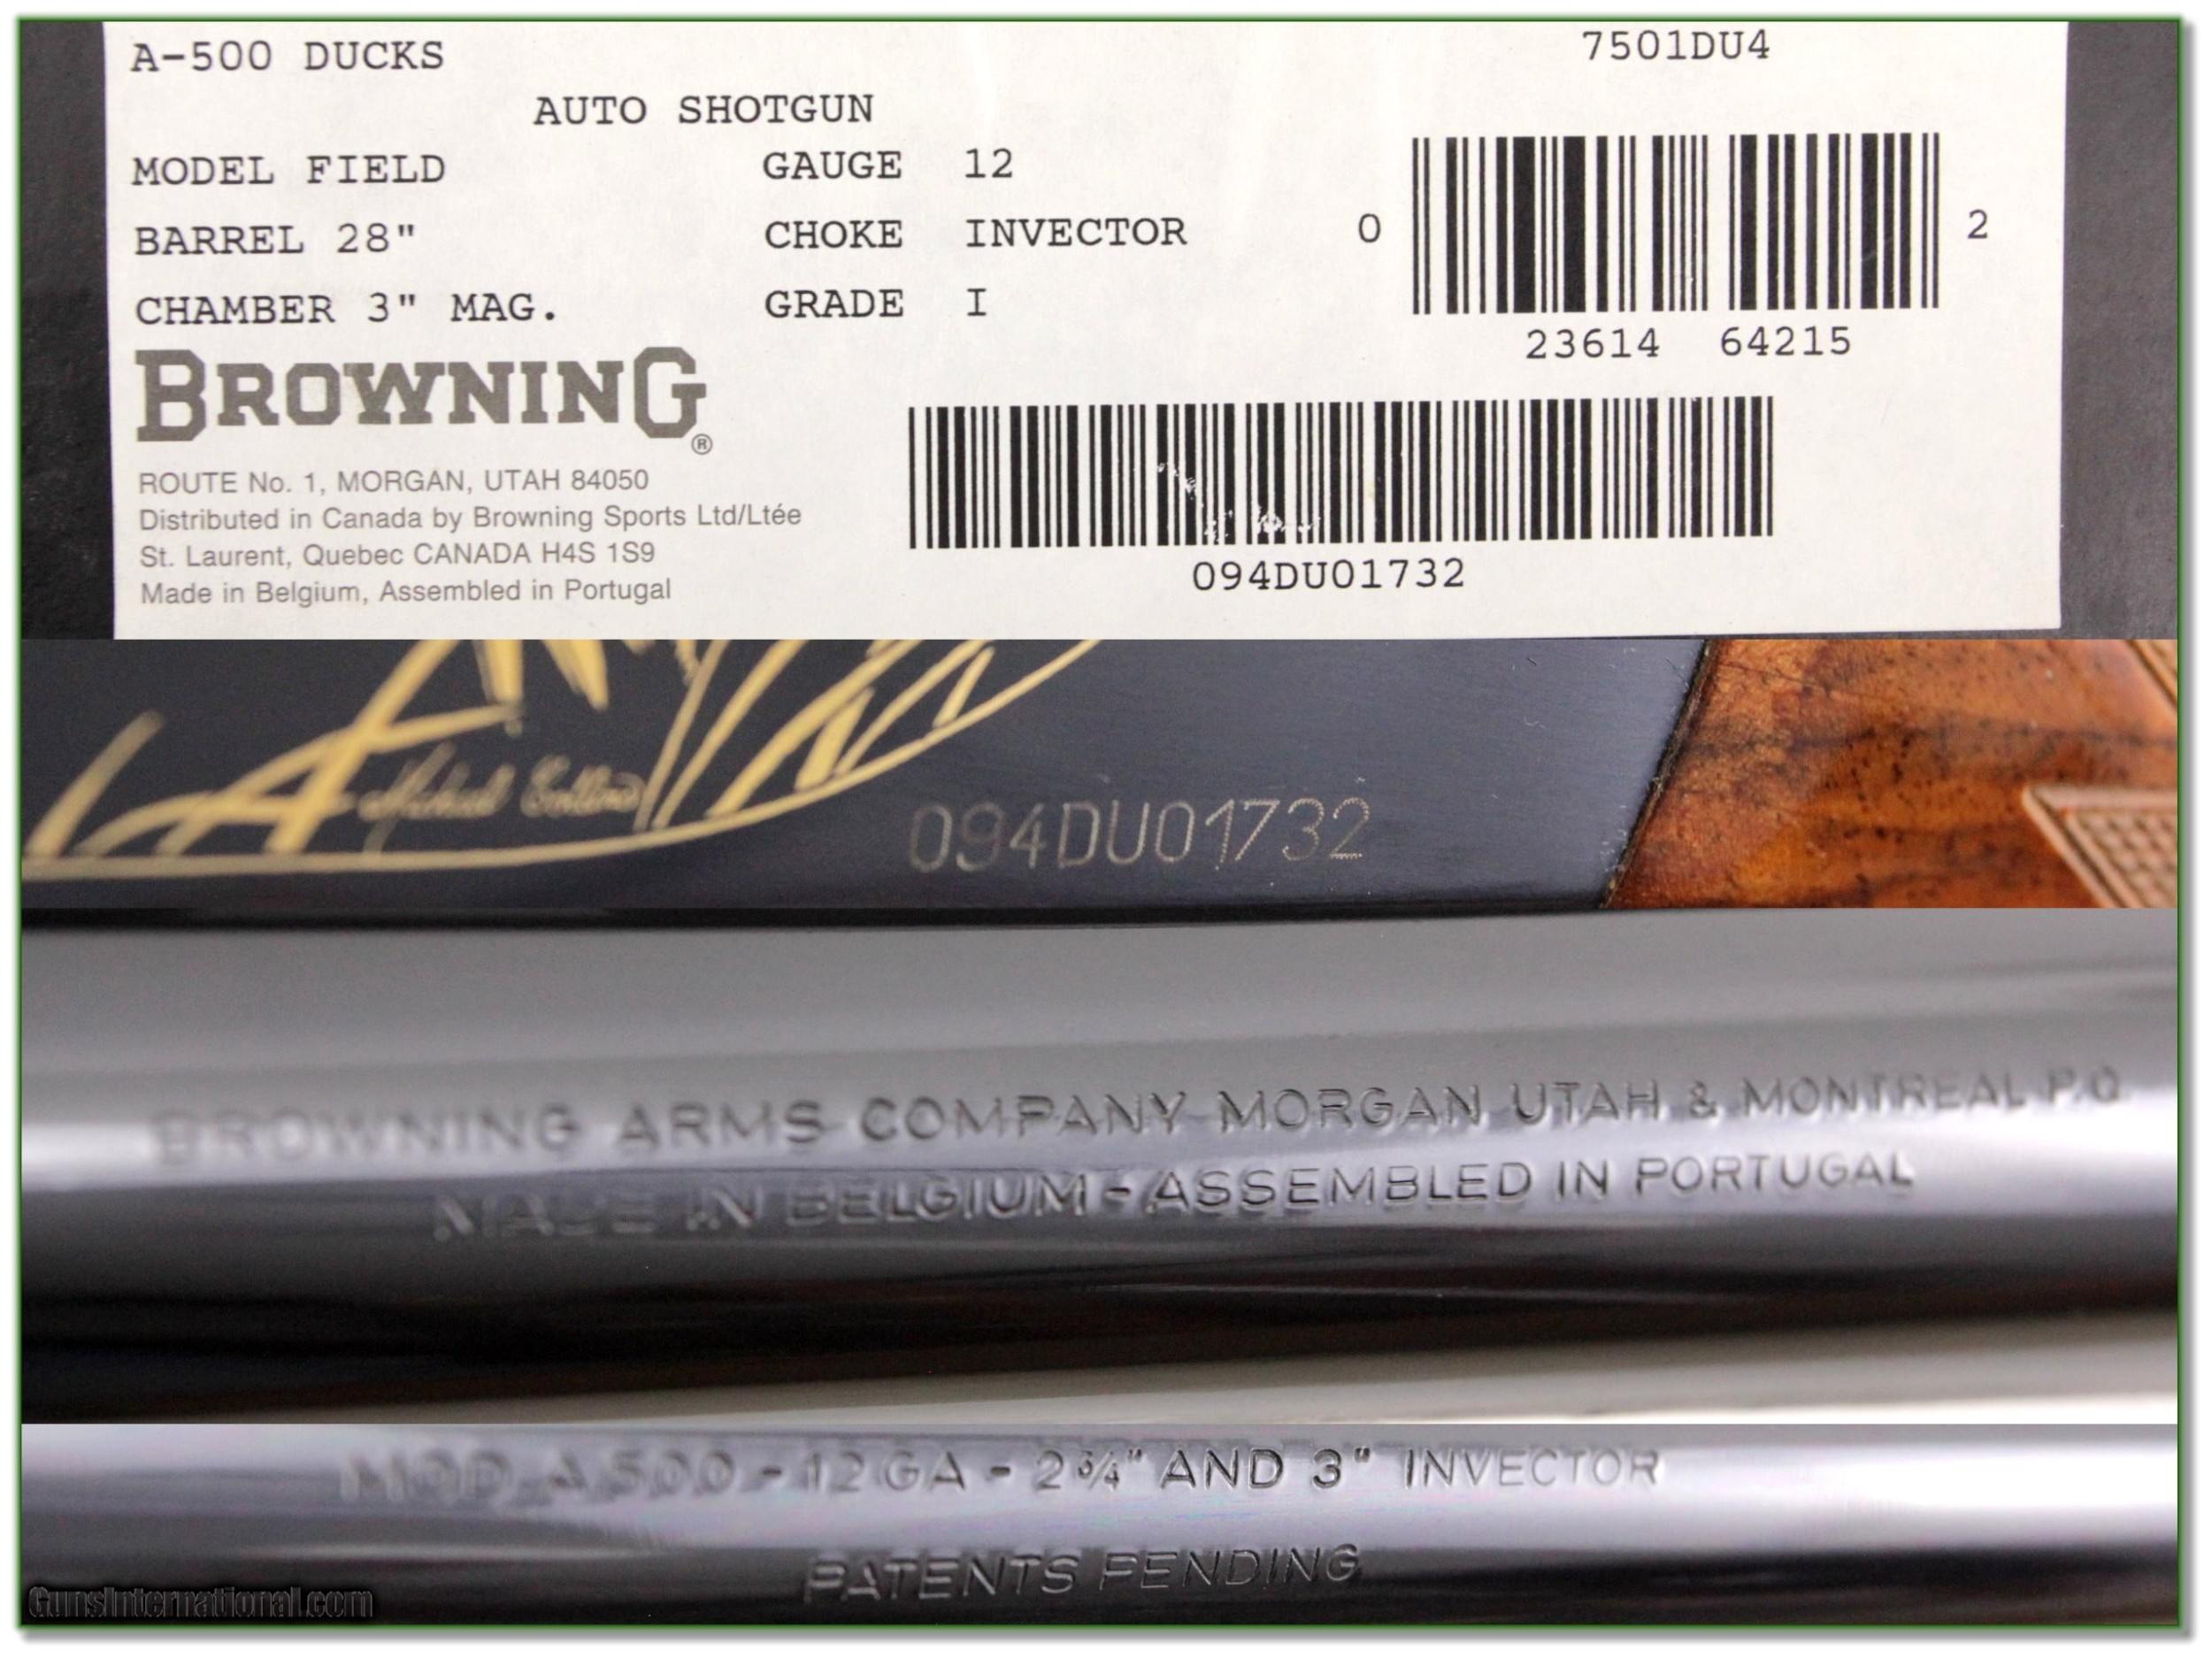 A-500 DUCKS
7501DU4
AUTO SHOTGUN
MODEL FIELD GAUGE 12
BARREL 28" CHOKE INVECTOR
CHAMBER 3" MAG. GRADE I
0 2
23614 64215
BROWNING®
ROUTE No. 1, MORGAN, UTAH 84050
Distributed in Canada by Browning Sports Ltd/Ltée
St. Laurent, Quebec CANADA H4S 1S9
Made in Belgium, Assembled in Portugal
094DU01732
094DU01732
BROWNING ARMS COMPANY MORGAN UTAH & MONTREAL P.Q.
MADE IN BELGIUM - ASSEMBLED IN PORTUGAL
MOD A 500 - 12 GA - 2 3/4" AND 3" INVECTOR
PATENTS PENDING
GunsInternational.com